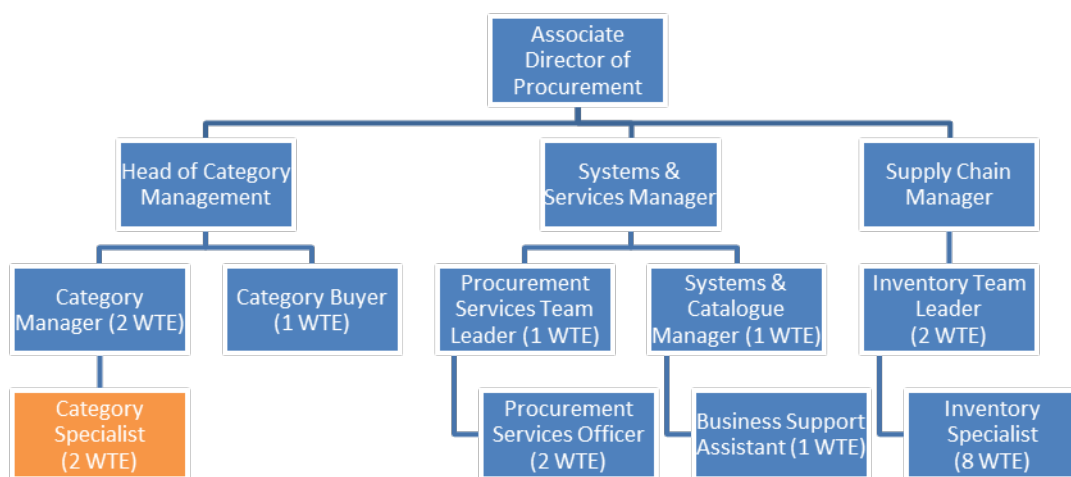 Associate
Director of
Procurement
Head of Category
Management
Systems &
Services Manager
Supply Chain
Manager
Category
Manager (2 WTE)
Category Buyer
(1 WTE)
Procurement
Services Team
Leader (1 WTE)
Systems &
Catalogue
Manager (1 WTE)
Inventory Team
Leader
(2 WTE)
Category
Specialist
(2 WTE)
Procurement
Services Officer
(2 WTE)
Business Support
Assistant (1 WTE)
Inventory
Specialist
(8 WTE)